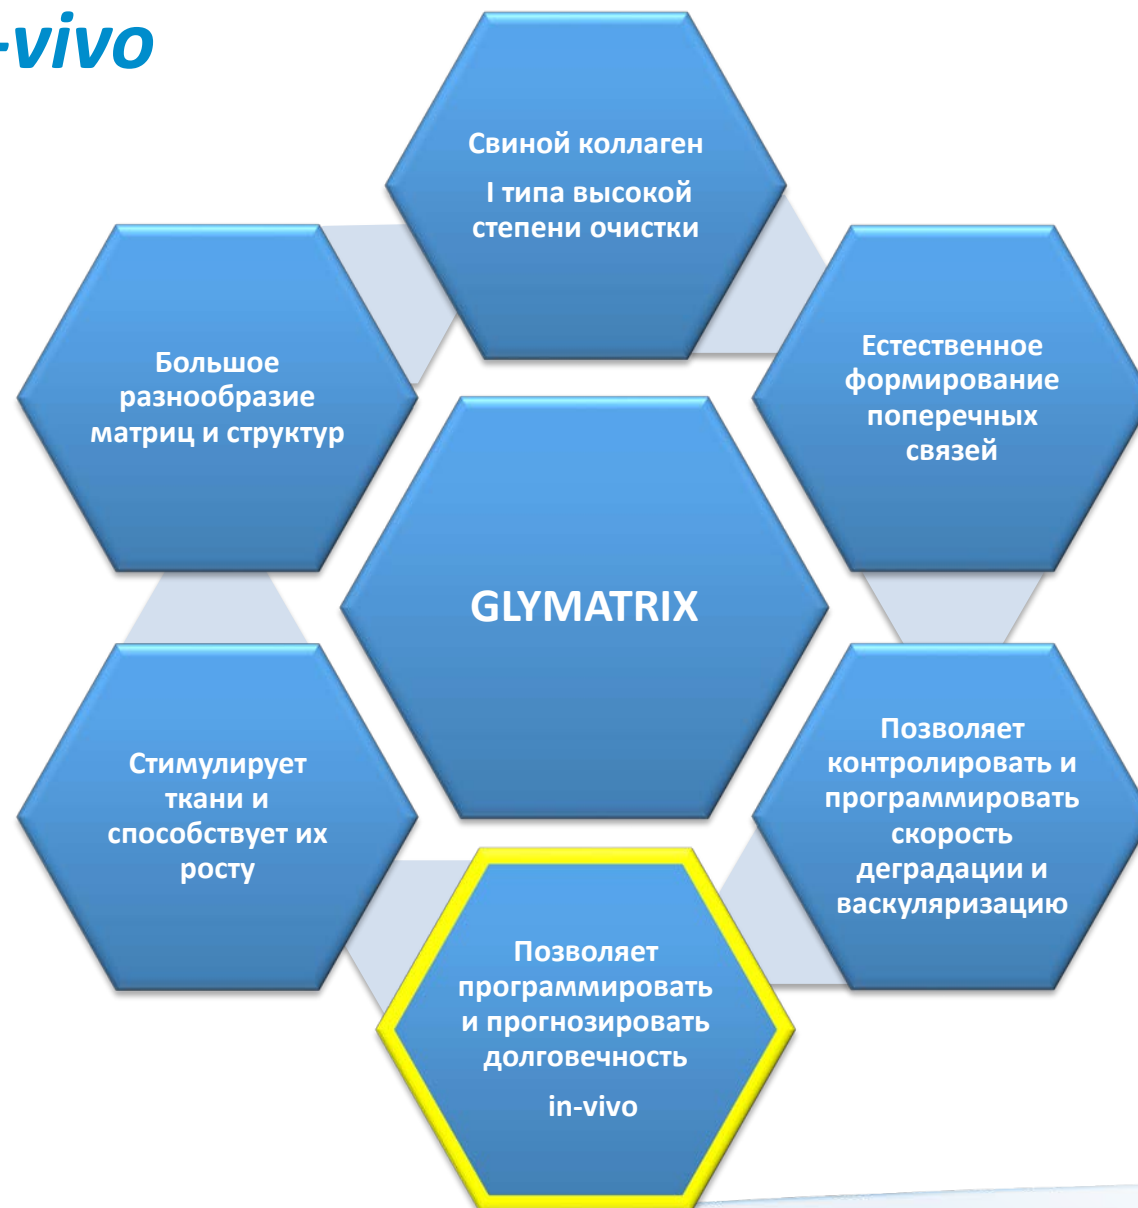 -vivo
Свиной коллаген
I типа высокой
степени очистки
Естественное
формирование
поперечных
связей
Позволяет
контролировать и
программировать
скорость
деградации и
васкуляризацию
Позволяет
программировать
и прогнозировать
долговечность
in-vivo
Стимулирует
ткани и
способствует их
росту
Большое
разнообразие
матриц и структур
GLYMATRIX